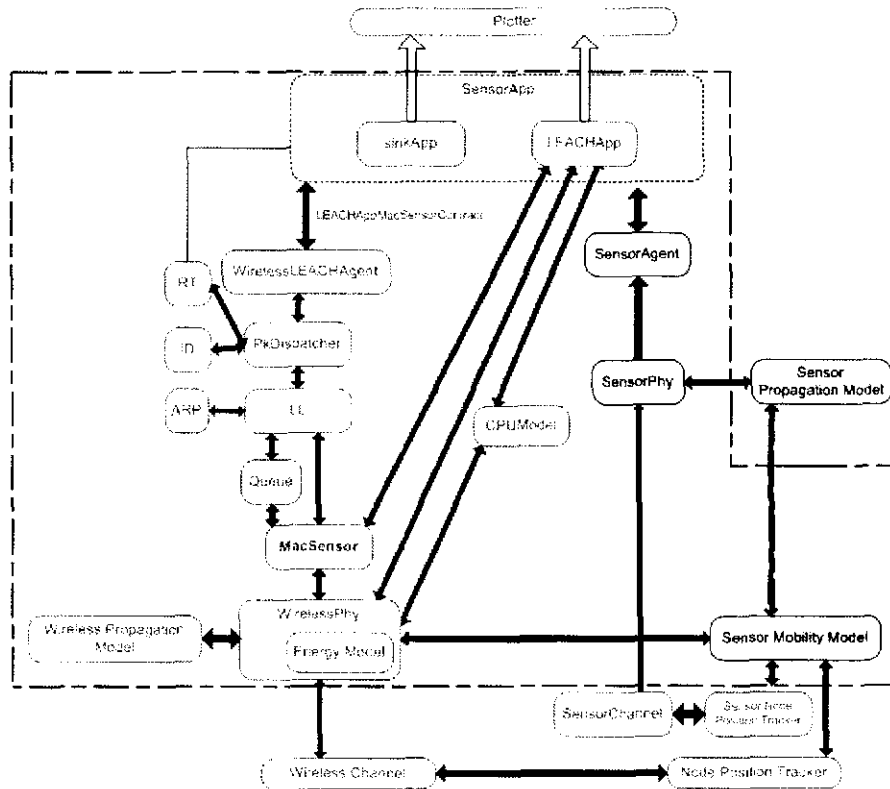 Plotter
SensorApp
sinkApp
LEACHApp
LEACHAppMacSensorContract
SensorAgent
WirelessLEACHAgent
RT
PktDispatcher
ID
SensorPhy
Sensor
Propagation Model
ARP
LL
CPUModel
Queue
MacSensor
WirelessPhy
Wireless Propagation
Model
Energy Model
Sensor Mobility Model
SensorChannel
Sensor Node
Position Tracker
Wireless Channel
Node Position Tracker